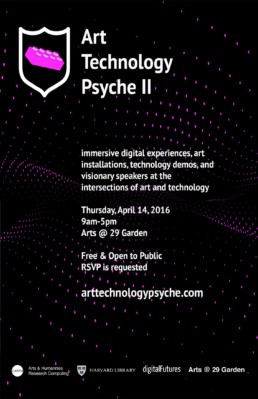 Art
Technology
Psyche II
immersive digital experiences, art
installations, technology demos, and
visionary speakers at the
intersections of art and technology
Thursday, April 14, 2016
9am-5pm
Arts @ 29 Garden
Free & Open to Public
RSVP is requested
arttechnologypsyche.com
Arts & Humanities
Research Computing
HARVARD LIBRARY
digitalFutures
Arts @ 29 Garden